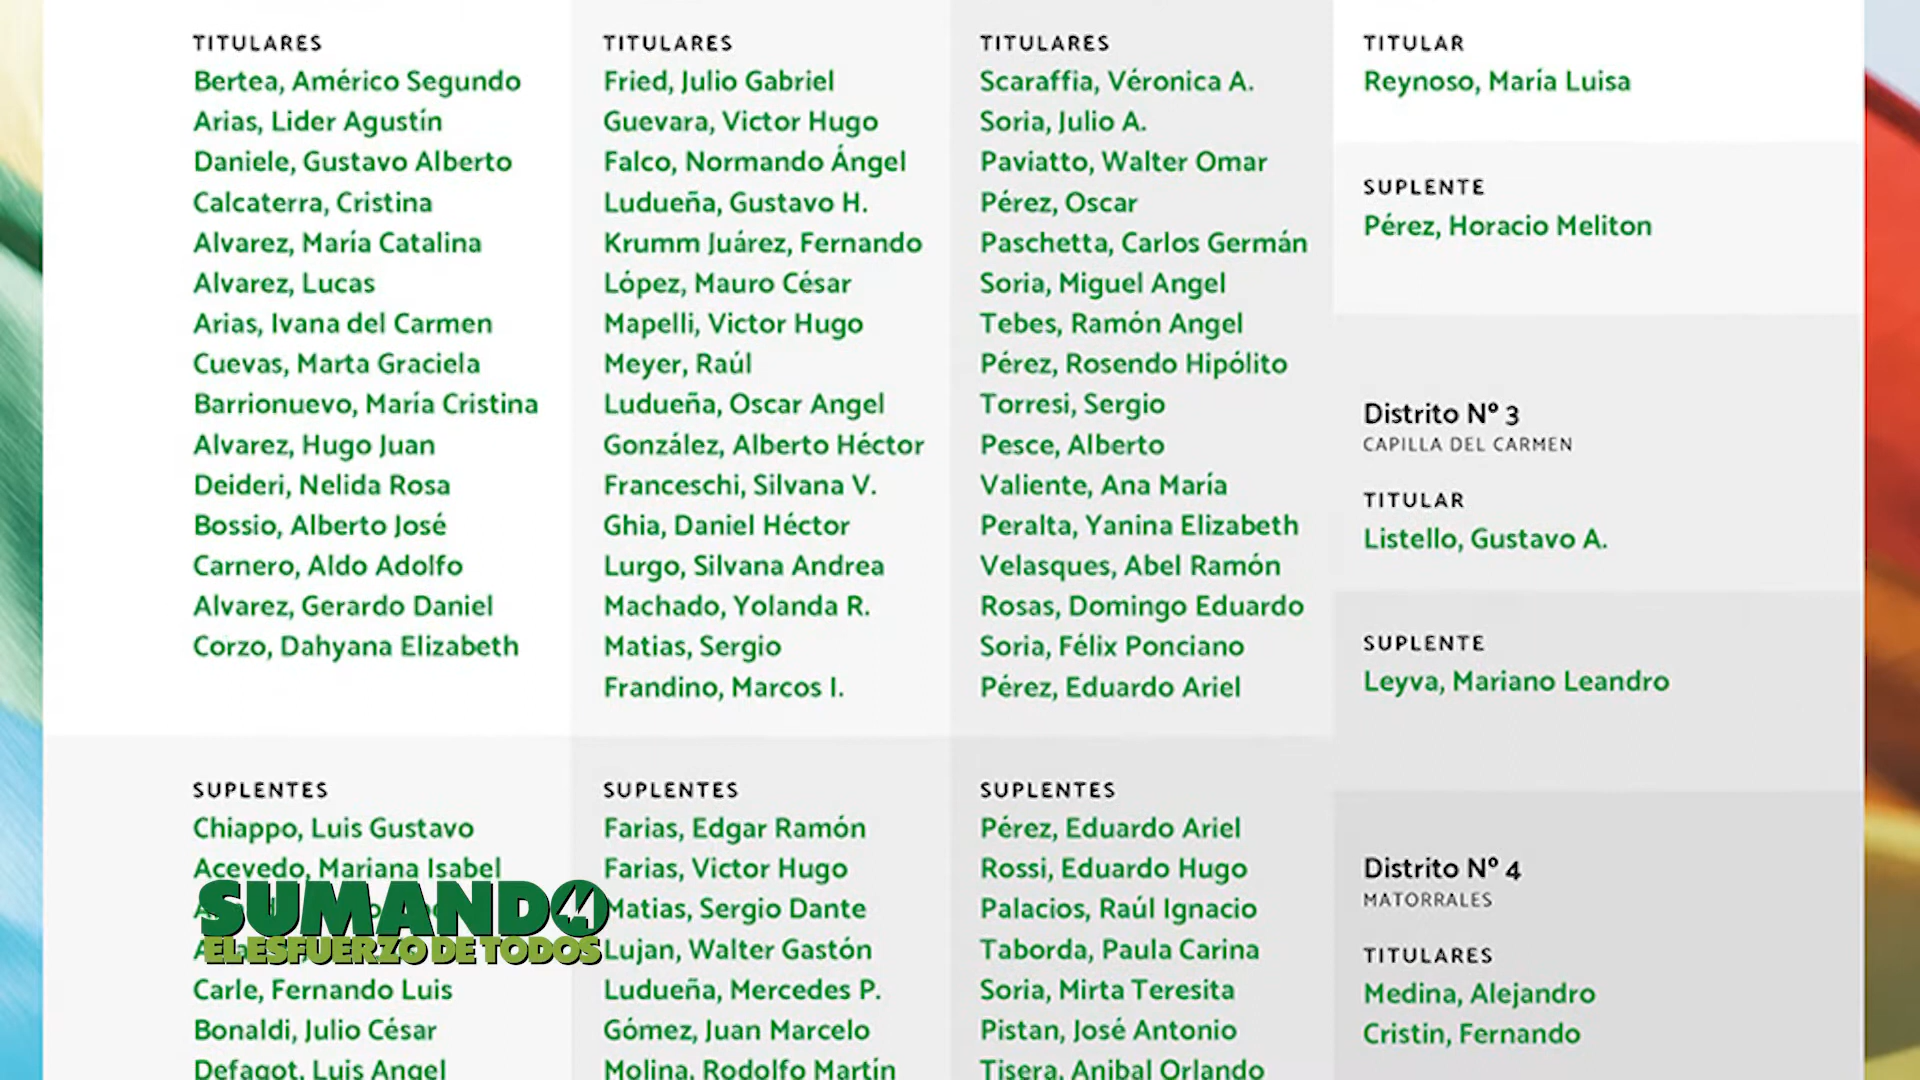 TITULARES
Bertea, Américo Segundo
Arias, Lider Agustín
Daniele, Gustavo Alberto
Calcaterra, Cristina
Alvarez, María Catalina
Alvarez, Lucas
Arias, Ivana del Carmen
Cuevas, Marta Graciela
Barrionuevo, María Cristina
Alvarez, Hugo Juan
Deideri, Nelida Rosa
Bossio, Alberto José
Carnero, Aldo Adolfo
Alvarez, Gerardo Daniel
Corzo, Dahyana Elizabeth
SUPLENTES
Chiappo, Luis Gustavo
Acevedo, Mariana Isabel
Carle, Fernando Luis
Bonaldi, Julio César
Defagot, Luis Angel
TITULARES
Fried, Julio Gabriel
Guevara, Victor Hugo
Falco, Normando Ángel
Ludueña, Gustavo H.
Krumm Juárez, Fernando
López, Mauro César
Mapelli, Victor Hugo
Meyer, Raúl
Ludueña, Oscar Angel
González, Alberto Héctor
Franceschi, Silvana V.
Ghia, Daniel Héctor
Lurgo, Silvana Andrea
Machado, Yolanda R.
Matias, Sergio
Frandino, Marcos I.
SUPLENTES
Farias, Edgar Ramón
Farias, Victor Hugo
Matias, Sergio Dante
Lujan, Walter Gastón
Ludueña, Mercedes P.
Gómez, Juan Marcelo
Molina, Rodolfo Martín
TITULARES
Scaraffia, Véronica A.
Soria, Julio A.
Paviatto, Walter Omar
Pérez, Oscar
Paschetta, Carlos Germán
Soria, Miguel Angel
Tebes, Ramón Angel
Pérez, Rosendo Hipólito
Torresi, Sergio
Pesce, Alberto
Valiente, Ana María
Peralta, Yanina Elizabeth
Velasques, Abel Ramón
Rosas, Domingo Eduardo
Soria, Félix Ponciano
Pérez, Eduardo Ariel
SUPLENTES
Pérez, Eduardo Ariel
Rossi, Eduardo Hugo
Palacios, Raúl Ignacio
Taborda, Paula Carina
Soria, Mirta Teresita
Pistan, José Antonio
Tisera, Anibal Orlando
TITULAR
Reynoso, María Luisa
SUPLENTE
Pérez, Horacio Meliton
Distrito Nº 3
CAPILLA DEL CARMEN
TITULAR
Listello, Gustavo A.
SUPLENTE
Leyva, Mariano Leandro
Distrito Nº 4
MATORRALES
TITULARES
Medina, Alejandro
Cristin, Fernando
SUMANDO
EL ESFUERZO DE TODOS